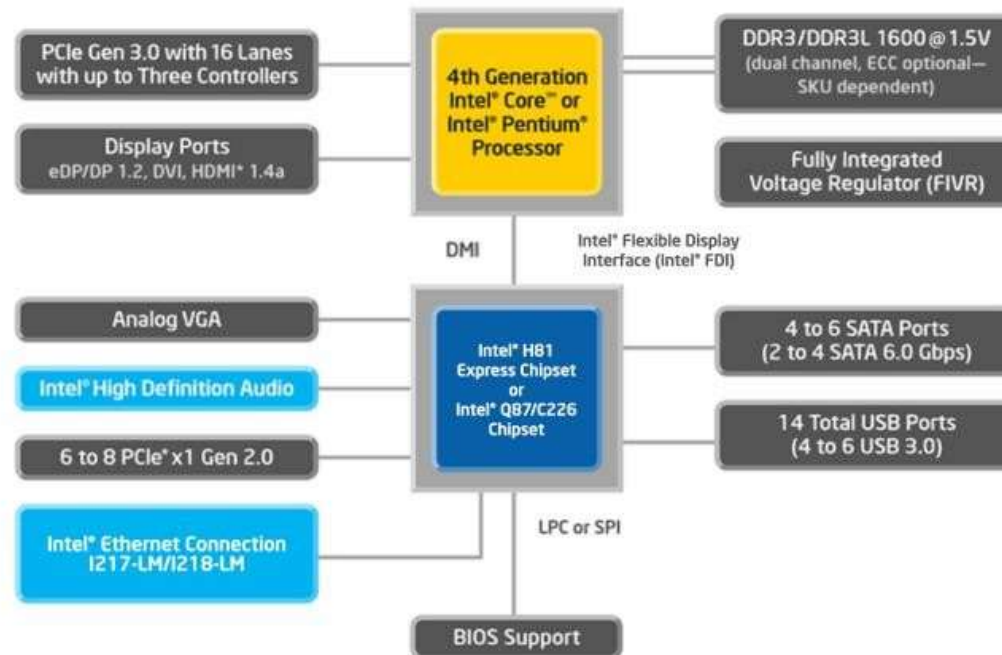 PCIe Gen 3.0 with 16 Lanes
with up to Three Controllers
Display Ports
eDP/DP 1.2, DVI, HDMI* 1.4a
4th Generation
Intel® Core™ or
Intel® Pentium®
Processor
DDR3/DDR3L 1600@1.5V
(dual channel, ECC optional—
SKU dependent)
Fully Integrated
Voltage Regulator (FIVR)
DMI
Intel® Flexible Display
Interface (Intel® FDI)
Analog VGA
Intel® High Definition Audio
6 to 8 PCIe* x1 Gen 2.0
Intel® Ethernet Connection
I217-LM/I218-LM
Intel® H81
Express Chipset
or
Intel® Q87/C226
Chipset
4 to 6 SATA Ports
(2 to 4 SATA 6.0 Gbps)
14 Total USB Ports
(4 to 6 USB 3.0)
LPC or SPI
BIOS Support